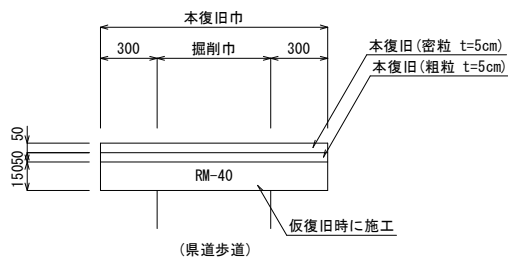 本復旧巾
300 掘削巾 300
本復旧(密粒 t=5cm)
本復旧(粗粒 t=5cm)
50
50
150
RM-40
仮復旧時に施工
(県道歩道)